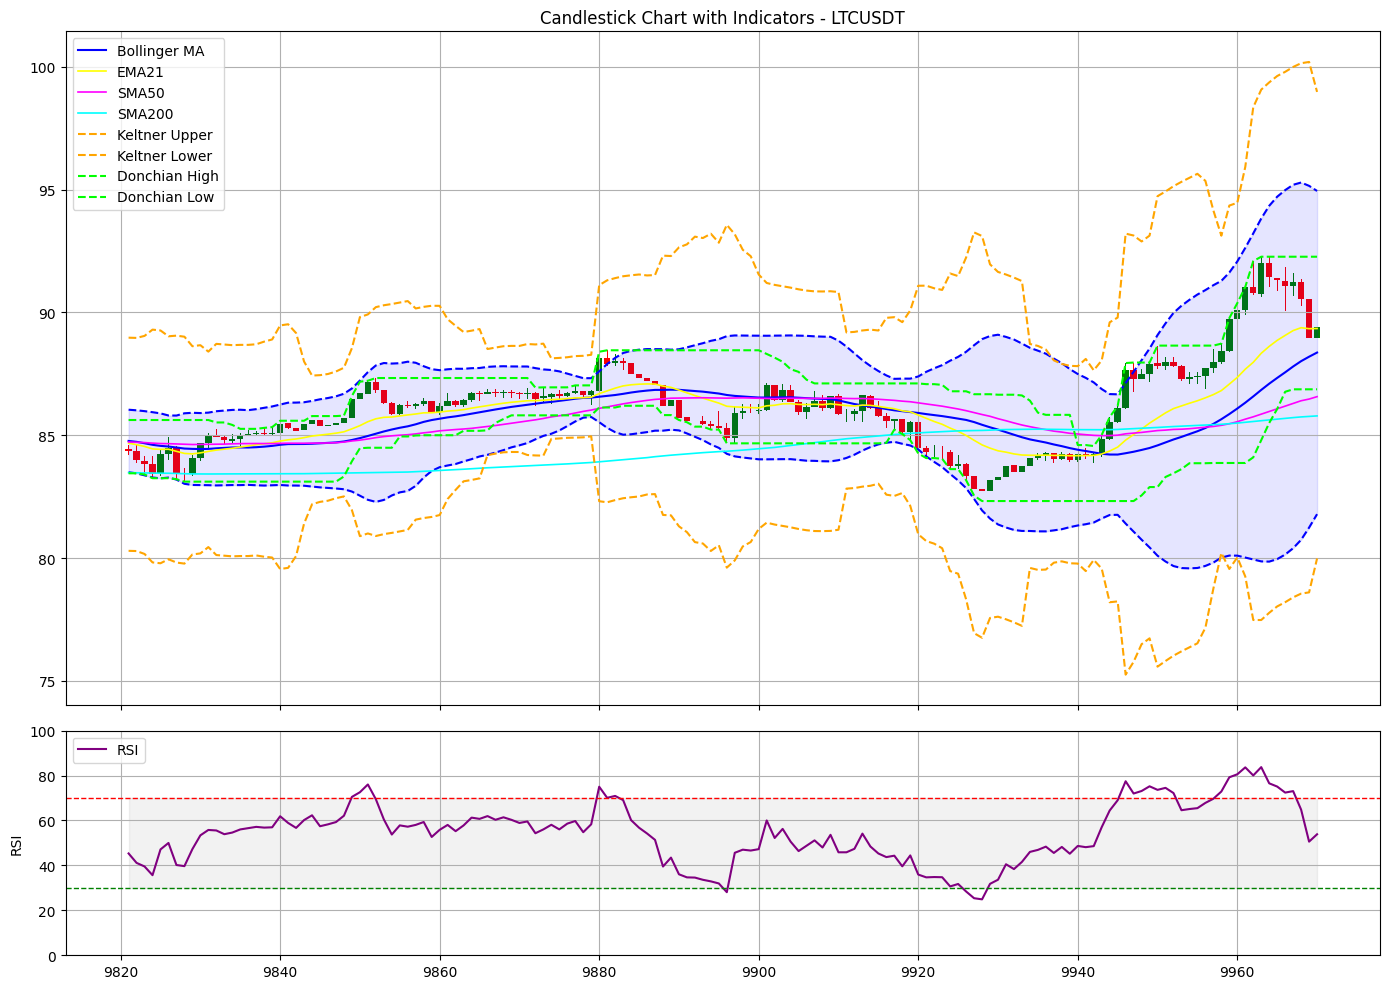 Candlestick Chart with Indicators - LTCUSDT
Bollinger MA
EMA21
SMA50
SMA200
Keltner Upper
Keltner Lower
Donchian High
Donchian Low
100
95
90
85
80
75
RSI
100
80
60
40
20
0
RSI
9820 9840 9860 9880 9900 9920 9940 9960